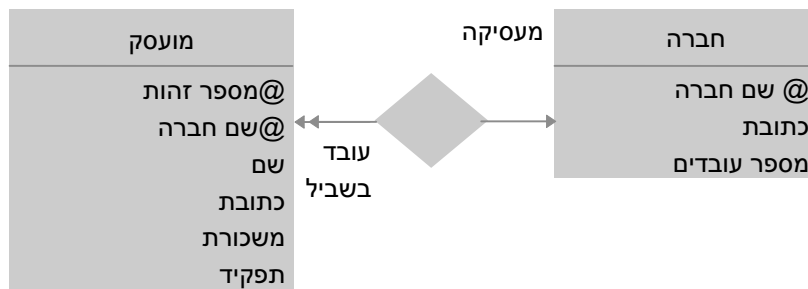 חברה
@ שם חברה
כתובת
מספר עובדים
מעסיקה
עובד
בשביל
מועסק
@מספר זהות
@שם חברה
שם
כתובת
משכורת
תפקיד